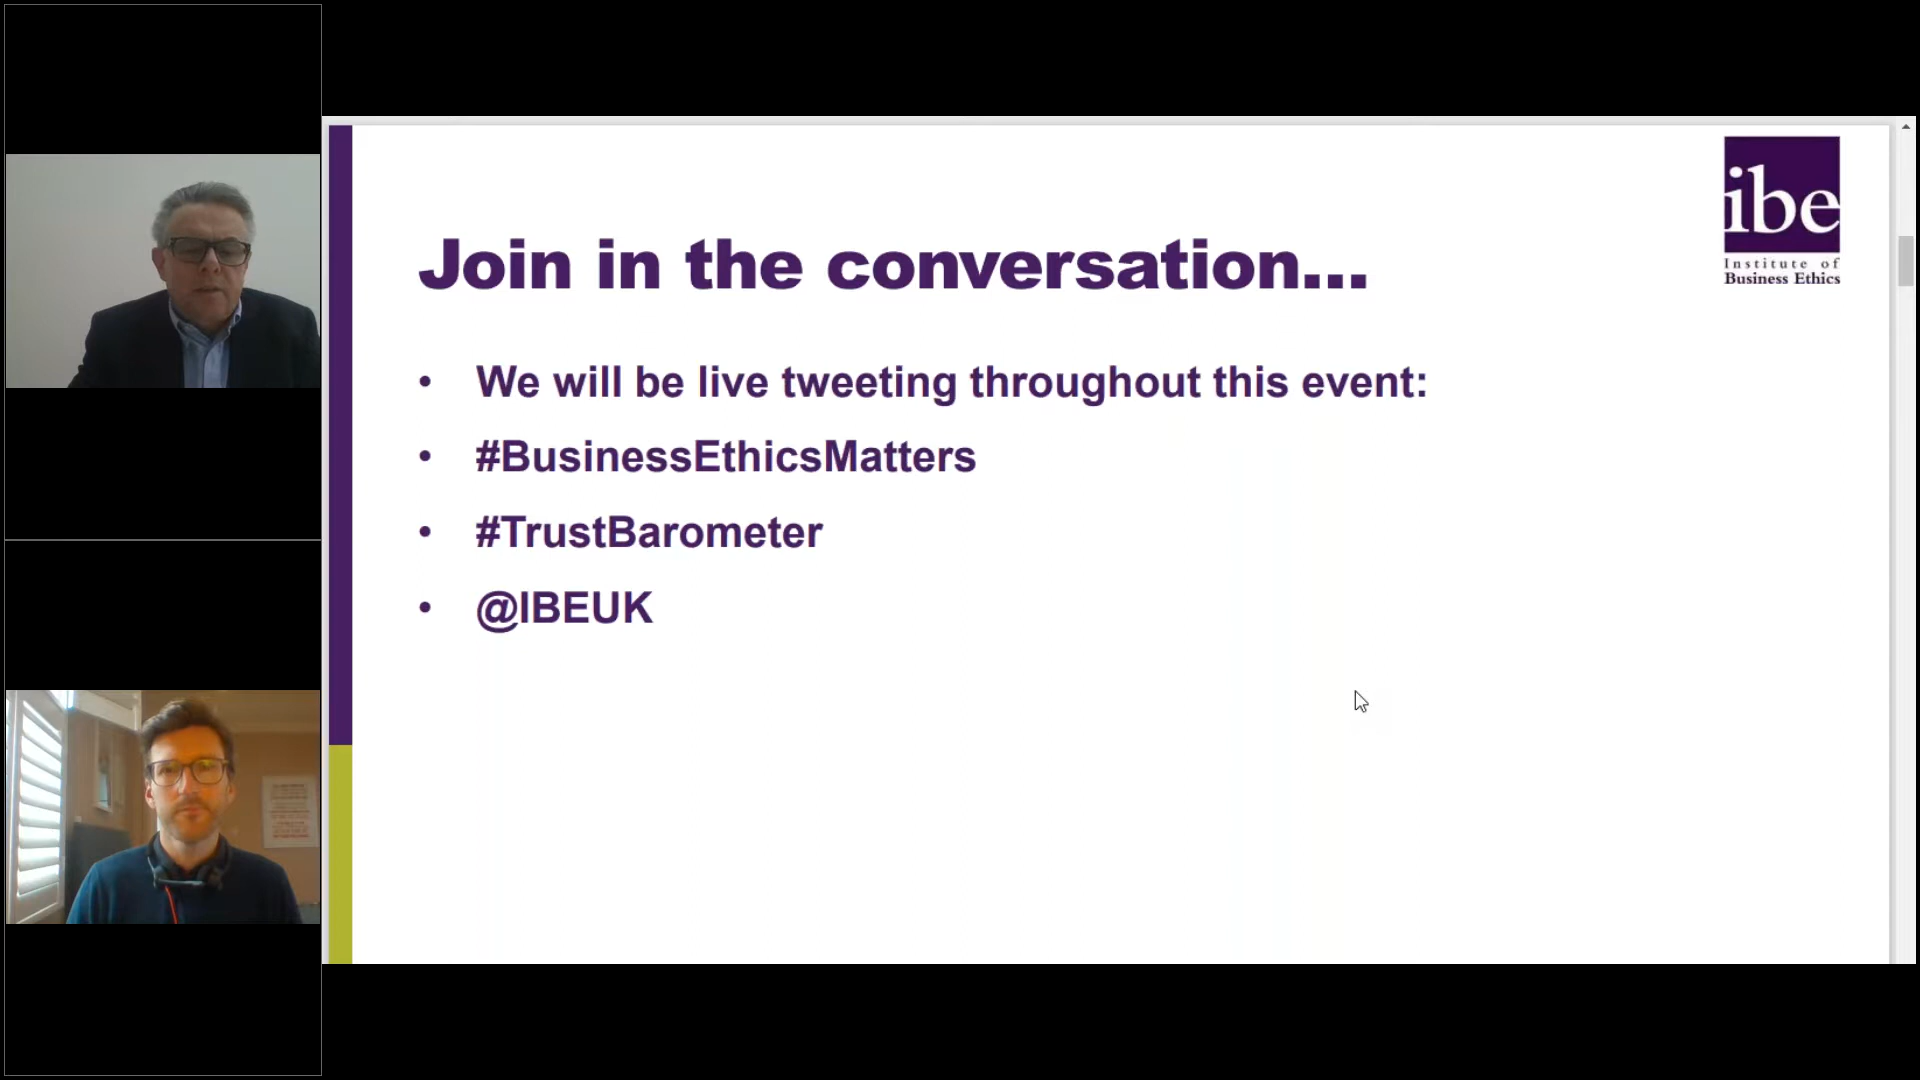 ibe
Institute of
Business Ethics
Join in the conversation...
• We will be live tweeting throughout this event:
• #BusinessEthicsMatters
• #TrustBarometer
• @IBEUK